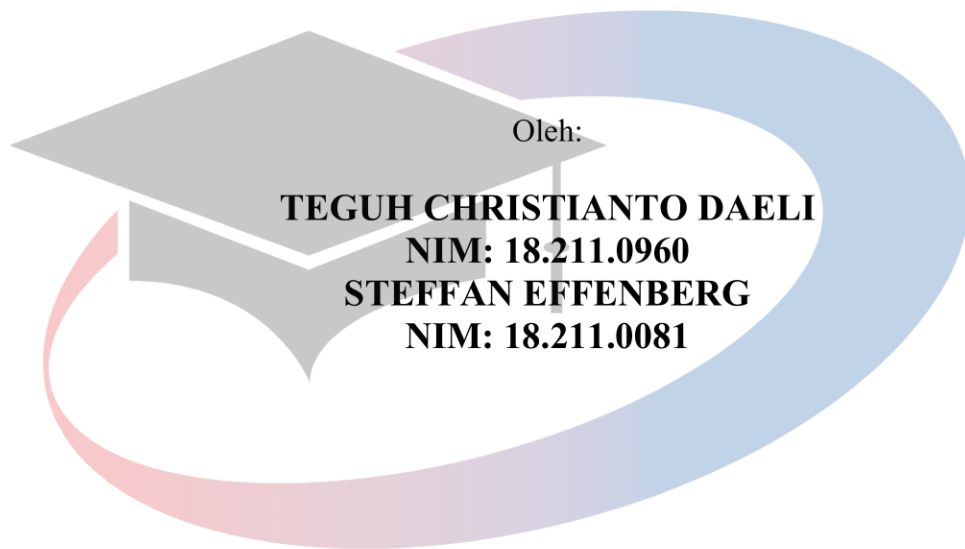 Oleh:
TEGUH CHRISTIANTO DAELI
NIM: 18.211.0960
STEFFAN EFFENBERG
NIM: 18.211.0081